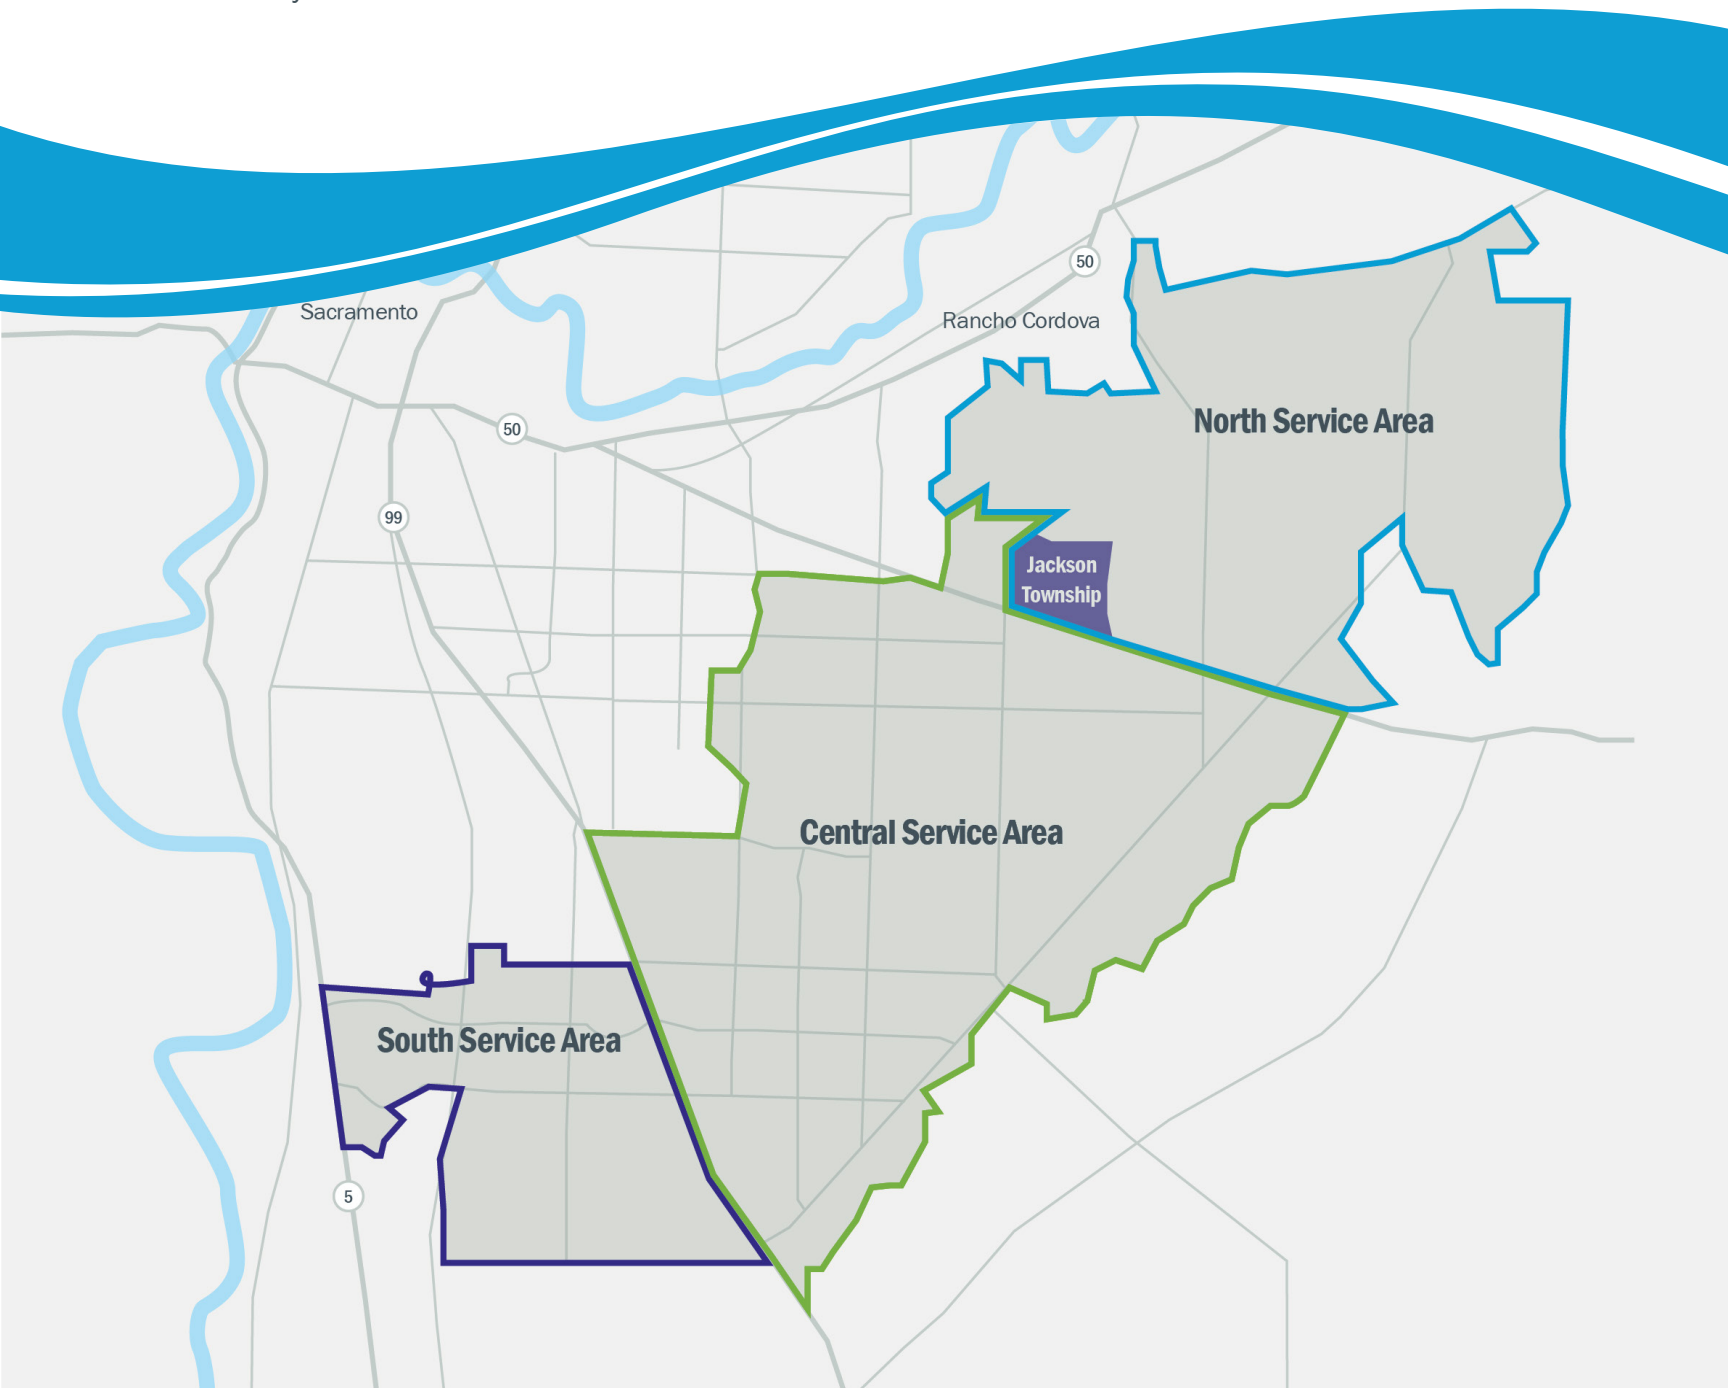 50
Sacramento
Rancho Cordova
North Service Area
50
99
Jackson
Township
Central Service Area
South Service Area
5